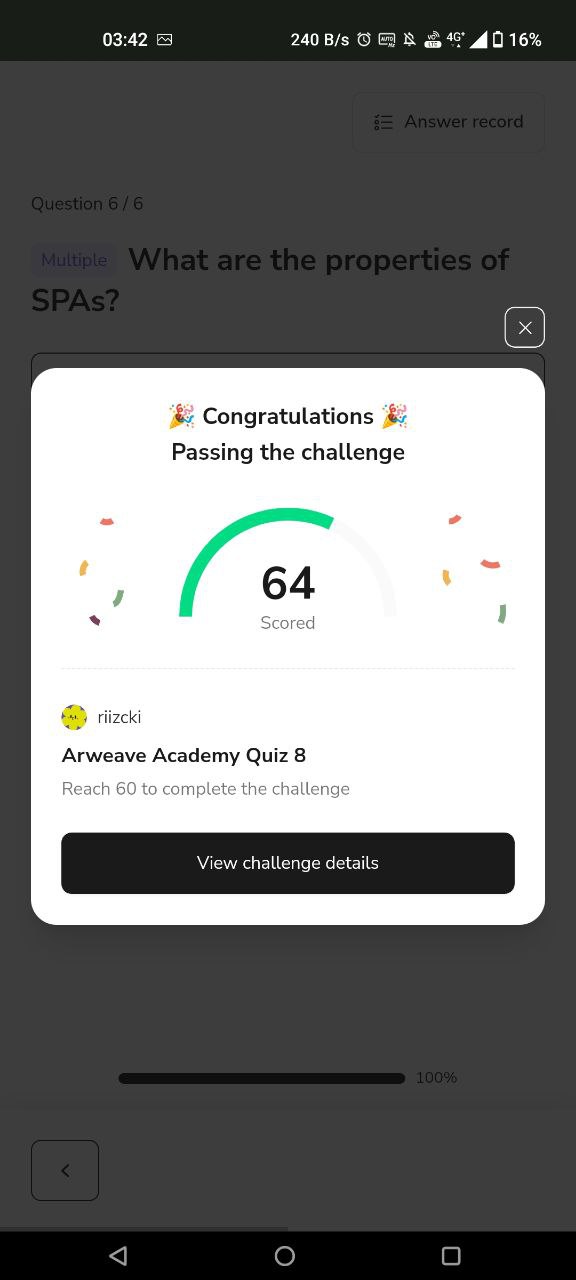 03:42 240 B/s 4G+ 16%
Answer record
Question 6 / 6
Multiple What are the properties of
SPAs?
🎉 Congratulations 🎉
Passing the challenge
64
Scored
riizcki
Arweave Academy Quiz 8
Reach 60 to complete the challenge
View challenge details
100%